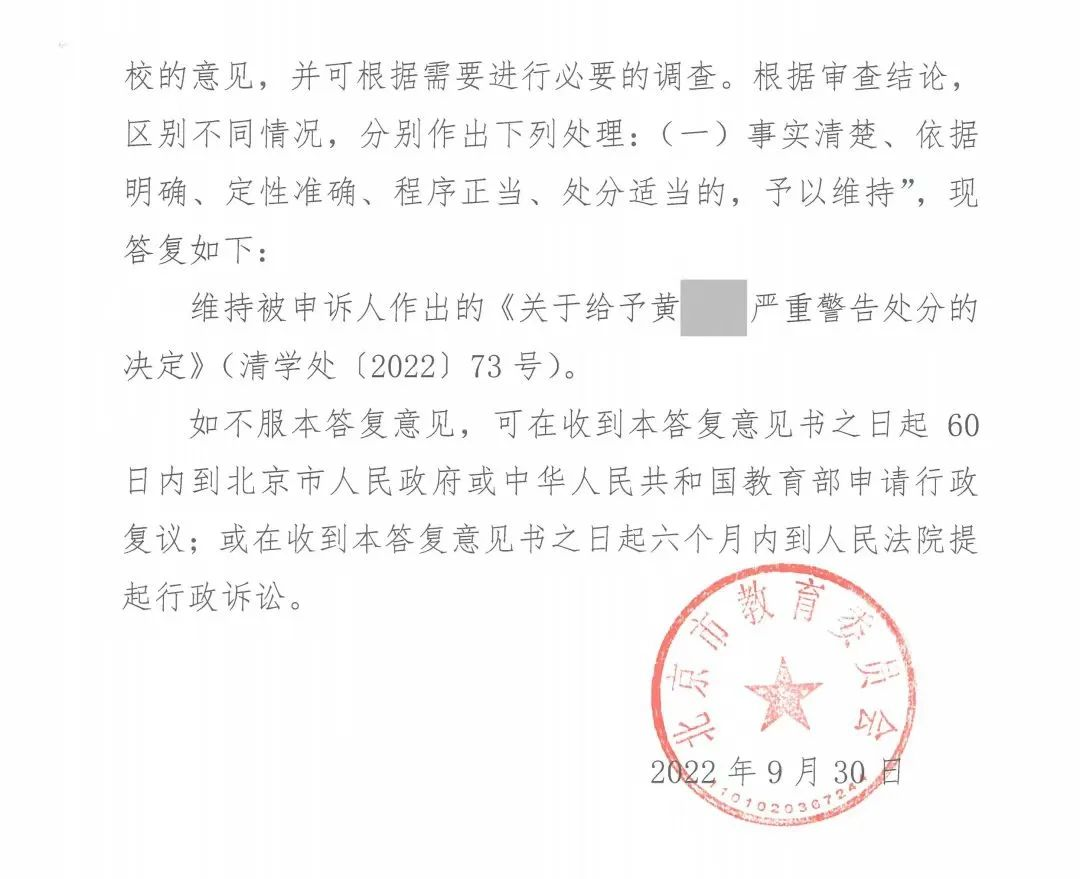 校的意见，并可根据需要进行必要的调查。根据审查结论，
区别不同情况，分别作出下列处理：（一）事实清楚、依据
明确、定性准确、程序正当、处分适当的，予以维持”，现
答复如下：
维持被申诉人作出的《关于给予黄 严重警告处分的
决定》（清学处〔2022〕73 号）。
如不服本答复意见，可在收到本答复意见书之日起 60
日内到北京市人民政府或中华人民共和国教育部申请行政
复议；或在收到本答复意见书之日起六个月内到人民法院提
起行政诉讼。
北京市教育委员会
2022 年 9 月 30 日